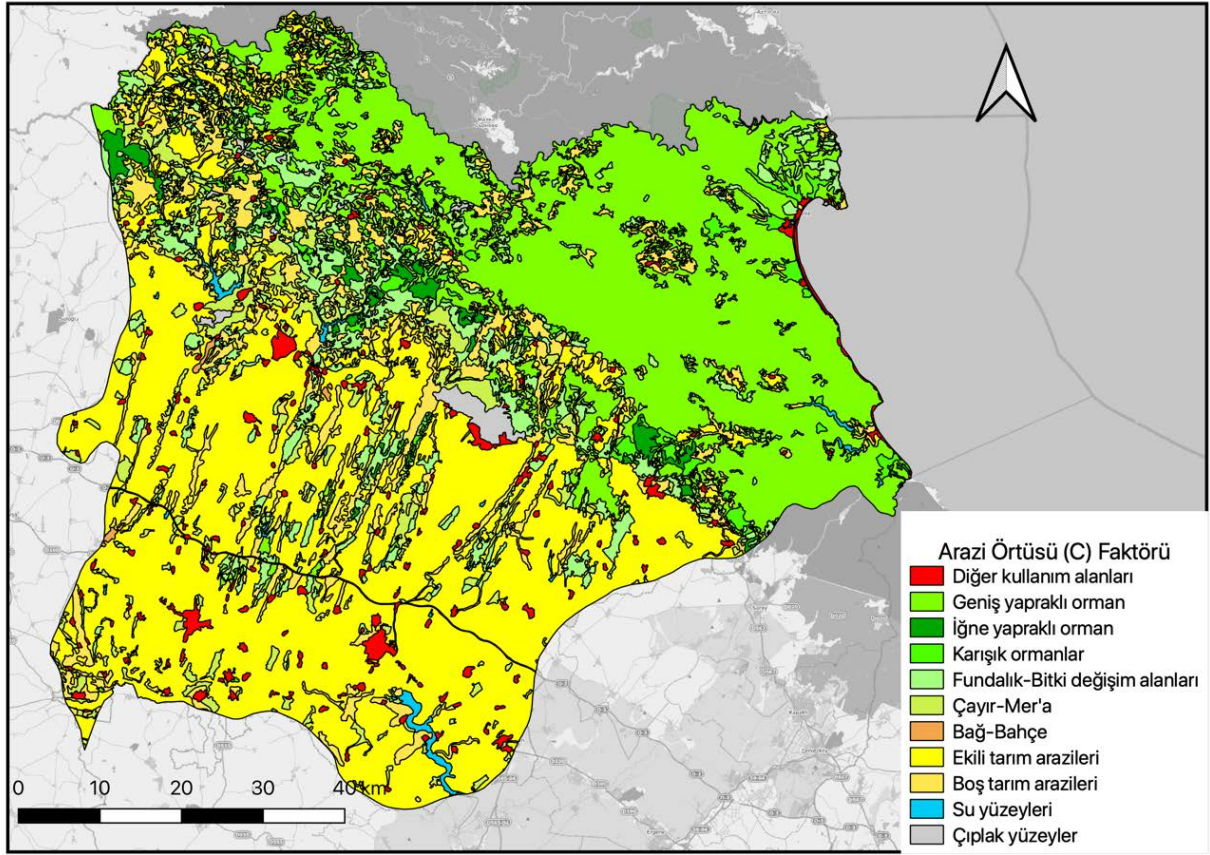 0 10 20 30 40 km
Arazi Örtüsü (C) Faktörü
Diğer kullanım alanları
Geniş yapraklı orman
İğne yapraklı orman
Karışık ormanlar
Fundalık-Bitki değişim alanları
Çayır-Mer'a
Bağ-Bahçe
Ekili tarım arazileri
Boş tarım arazileri
Su yüzeyleri
Çıplak yüzeyler